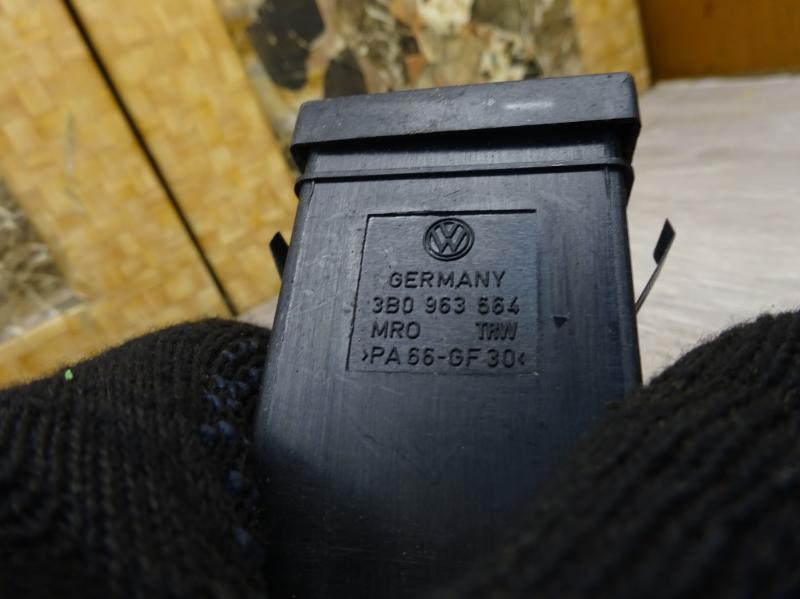 GERMANY
3B0 963 564
MRO TRW
>PA 66-GF 30<